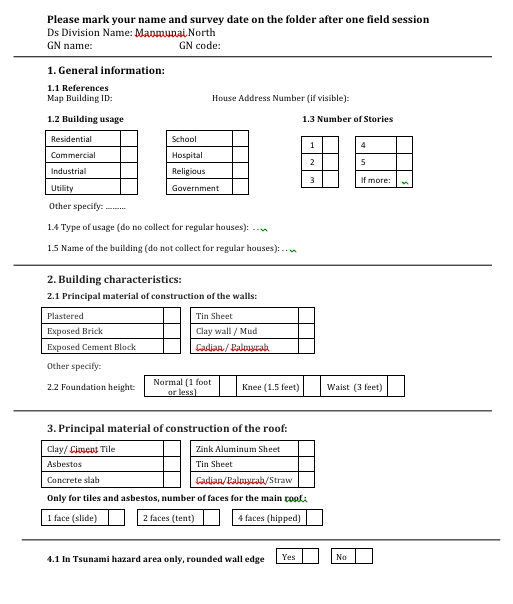 Please mark your name and survey date on the folder after one field session
Ds Division Name: Manmunai North
GN name: GN code:
1. General information:
1.1 References
Map Building ID: House Address Number (if visible):
1.2 Building usage 1.3 Number of Stories
Residential School 1 4
Commercial Hospital 2 5
Industrial Religious 3 If more: ..
Utility Government
Other specify: .........
1.4 Type of usage (do no collect for regular houses): ....
1.5 Name of the building (do not collect for regular houses): ....
2. Building characteristics:
2.1 Principal material of construction of the walls:
Plastered Tin Sheet
Exposed Brick Clay wall / Mud
Exposed Cement Block Cadjan / Palmyrah
Other specify:
2.2 Foundation height: Normal (1 foot or less) Knee (1.5 feet) Waist (3 feet)
3. Principal material of construction of the roof:
Clay/ Ciment Tile Zink Aluminum Sheet
Asbestos Tin Sheet
Concrete slab Cadjan/Palmyrah/Straw
Only for tiles and asbestos, number of faces for the main roof:
1 face (slide) 2 faces (tent) 4 faces (hipped)
4.1 In Tsunami hazard area only, rounded wall edge Yes No